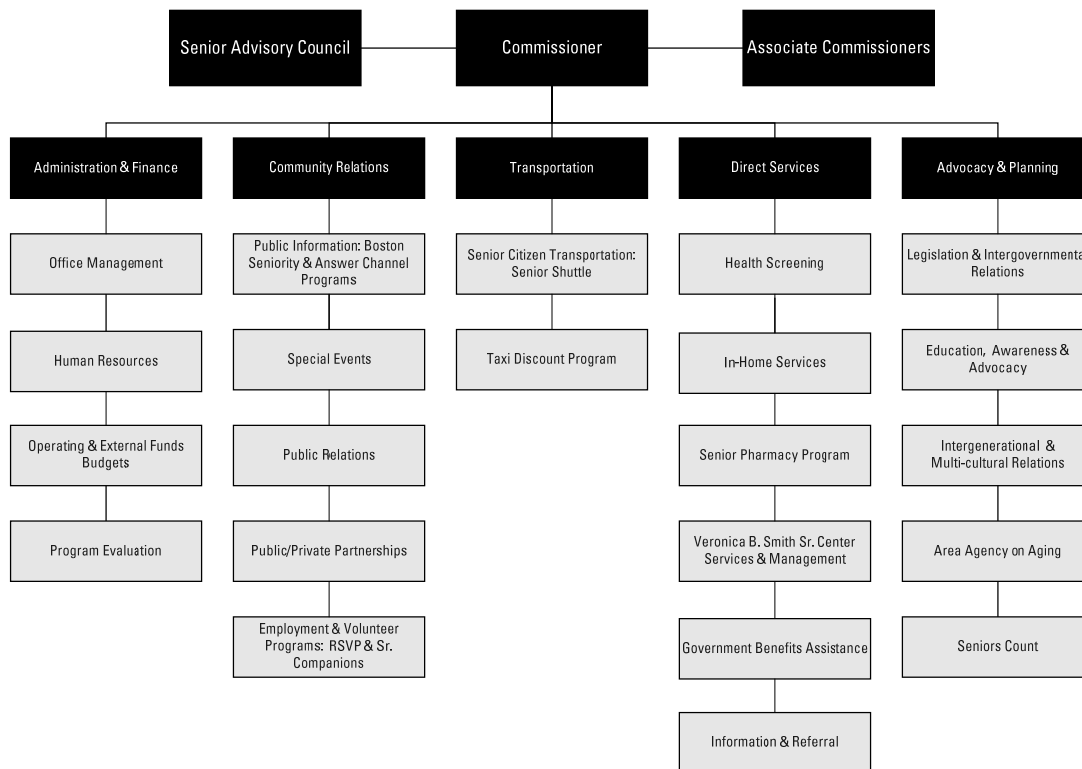 Senior Advisory Council
Commissioner
Associate Commissioners
Administration & Finance
Community Relations
Transportation
Direct Services
Advocacy & Planning
Office Management
Human Resources
Operating & External Funds
Budgets
Program Evaluation
Public Information: Boston
Seniority & Answer Channel
Programs
Special Events
Public Relations
Public/Private Partnerships
Employment & Volunteer
Programs: RSVP & Sr.
Companions
Senior Citizen Transportation:
Senior Shuttle
Taxi Discount Program
Health Screening
In-Home Services
Senior Pharmacy Program
Veronica B. Smith Sr. Center
Services & Management
Government Benefits Assistance
Information & Referral
Legislation & Intergovernmental
Relations
Education, Awareness &
Advocacy
Intergenerational &
Multi-cultural Relations
Area Agency on Aging
Seniors Count